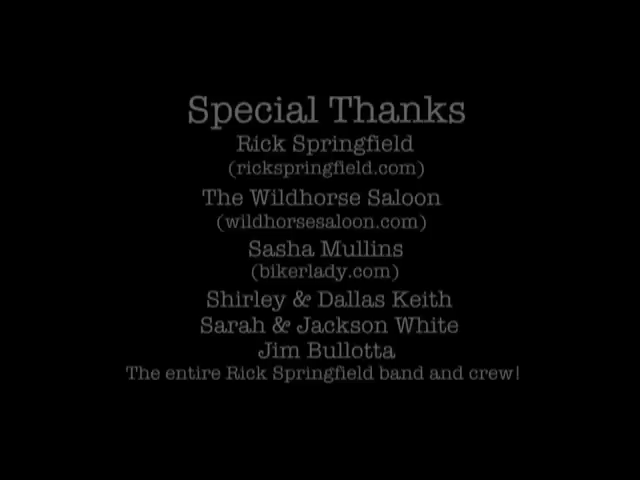 Special Thanks
Rick Springfield
(rickspringfield.com)
The Wildhorse Saloon
(wildhorsesaloon.com)
Sasha Mullins
(bikerlady.com)
Shirley & Dallas Keith
Sarah & Jackson White
Jim Bullotta
The entire Rick Springfield band and crew!